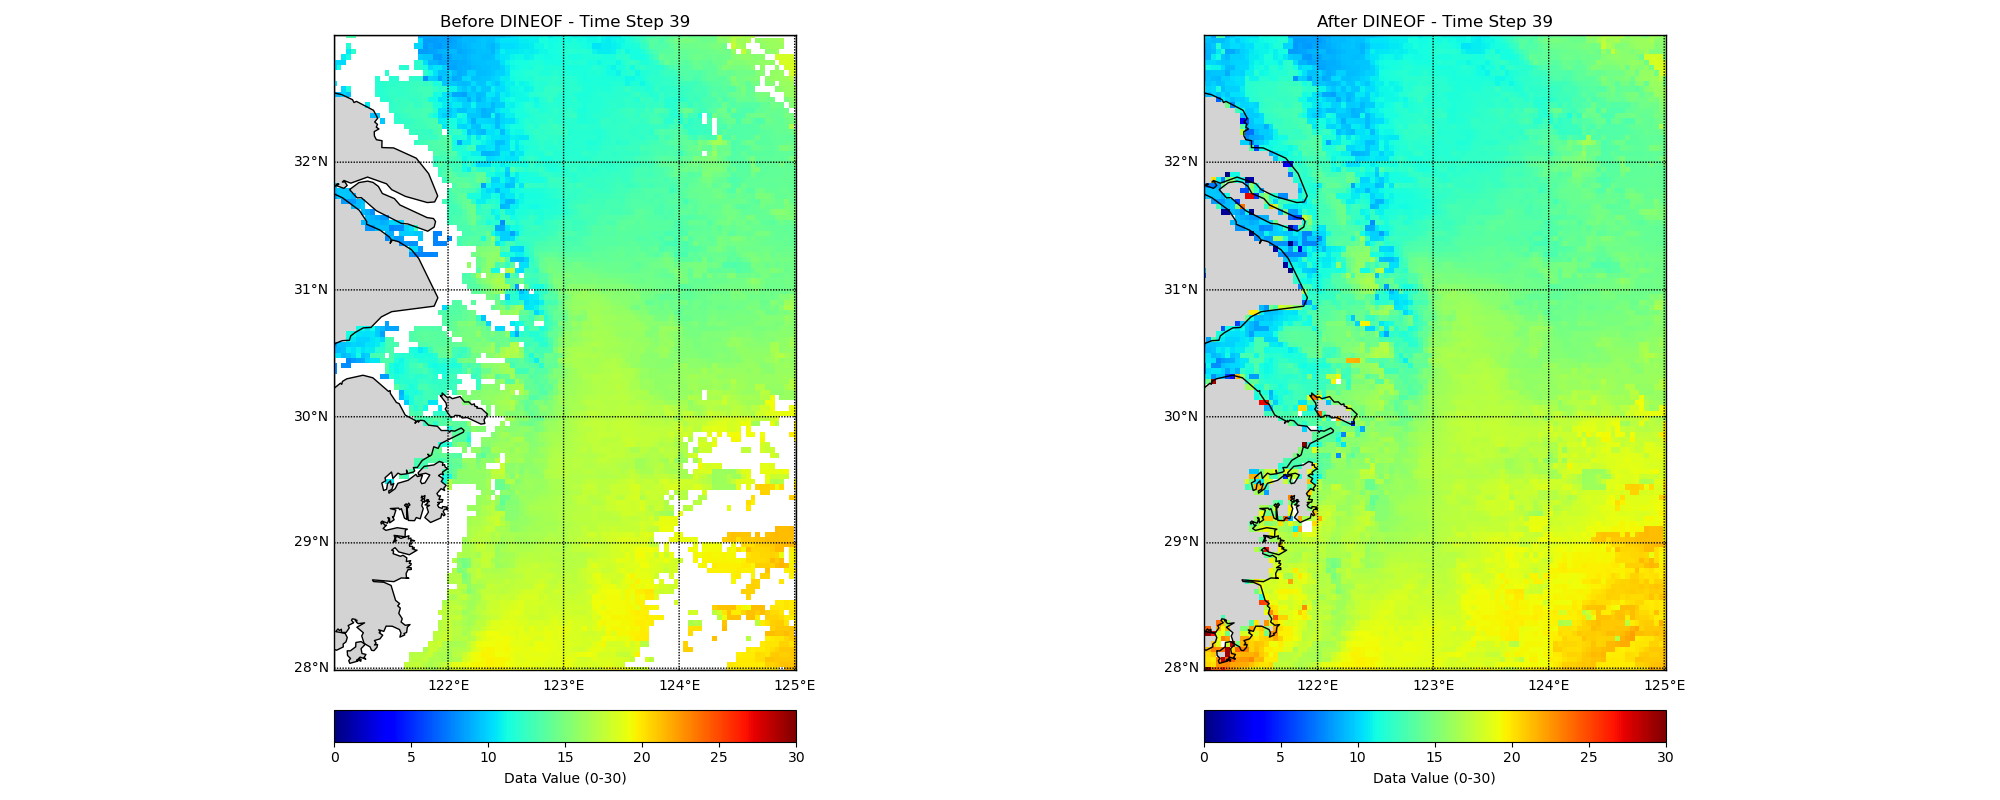 Before DINEOF - Time Step 39
After DINEOF - Time Step 39
32°N
31°N
30°N
29°N
28°N
122°E
123°E
124°E
125°E
32°N
31°N
30°N
29°N
28°N
122°E
123°E
124°E
125°E
0
5
10
15
20
25
30
Data Value (0-30)
0
5
10
15
20
25
30
Data Value (0-30)